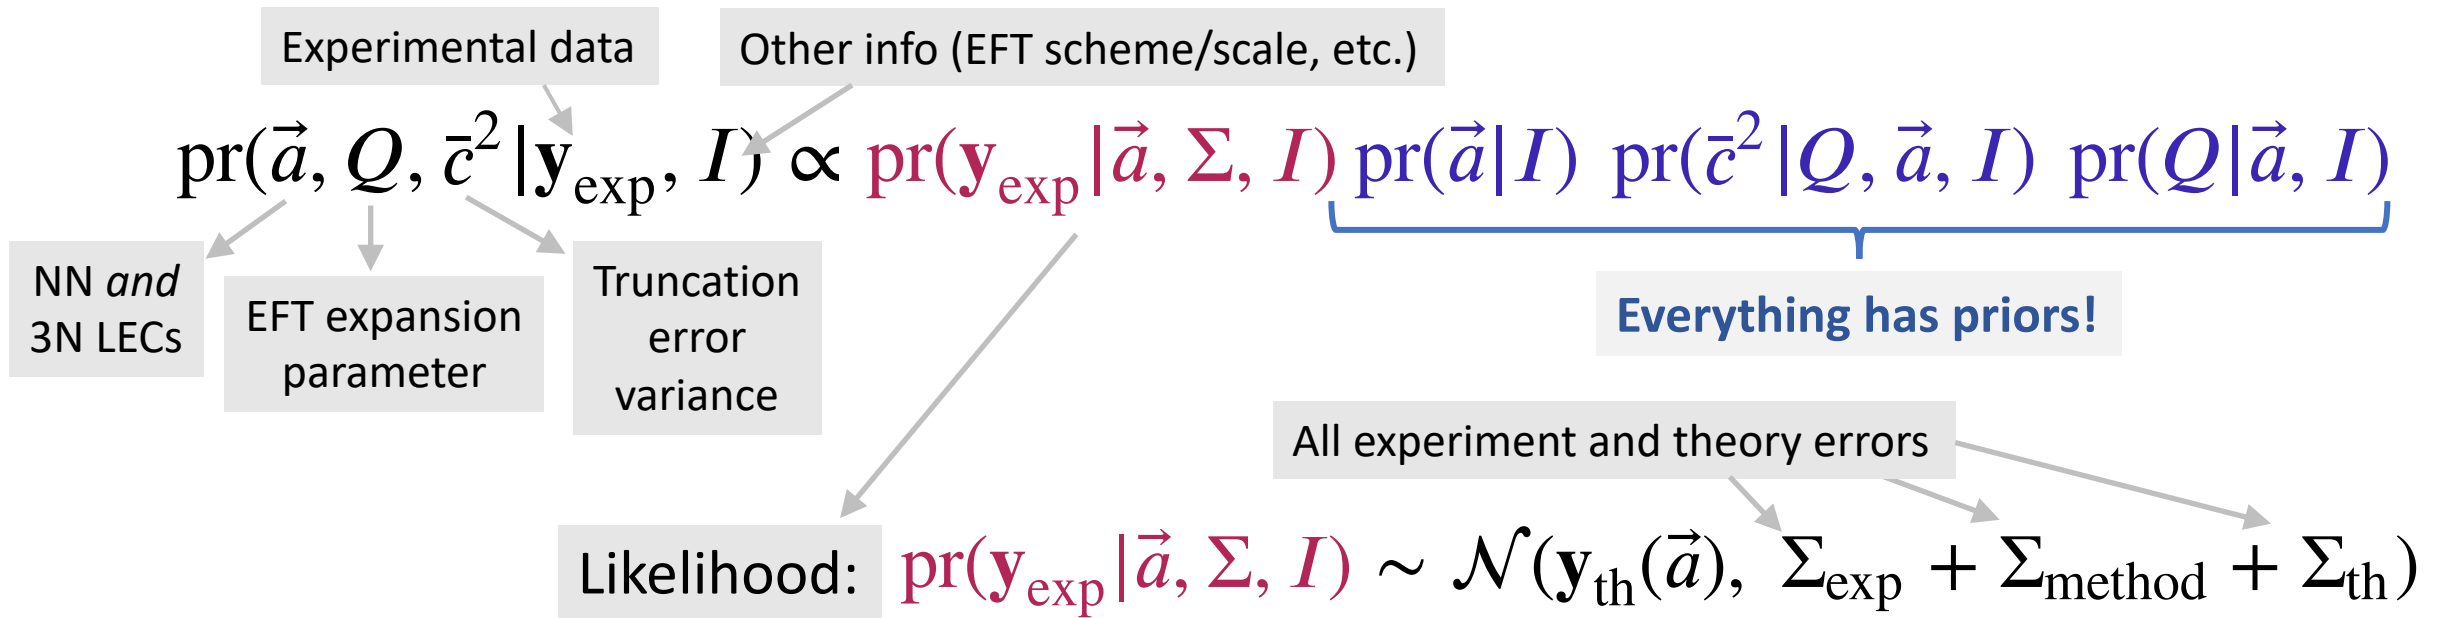 Experimental data
Other info (EFT scheme/scale, etc.)
pr(a⃗, Q, c̄² | y_exp, I) ∝ pr(y_exp | a⃗, Σ, I) pr(a⃗ | I) pr(c̄² | Q, a⃗, I) pr(Q | a⃗, I)
NN and
3N LECs
EFT expansion
parameter
Truncation
error
variance
Everything has priors!
All experiment and theory errors
Likelihood: pr(y_exp | a⃗, Σ, I) ~ 𝒩(y_th(a⃗), Σ_exp + Σ_method + Σ_th)